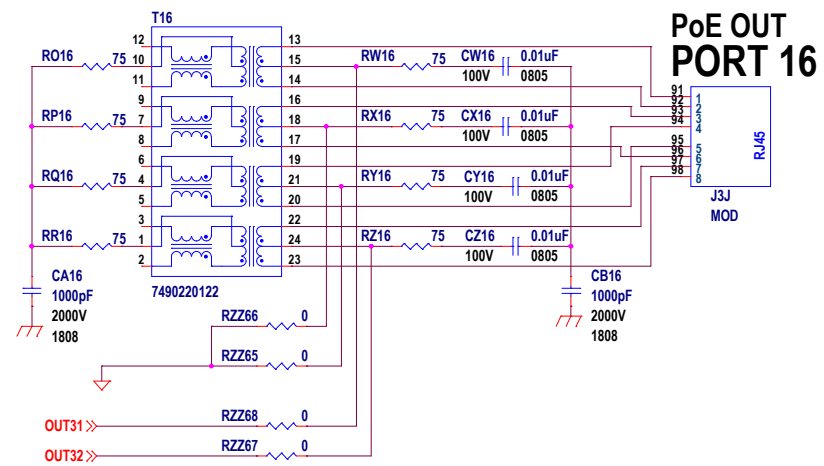 T16
PoE OUT
PORT 16
12 13
RO16 75 10 15 RW16 75 CW16 0.01uF
11 14 100V 0805
9 16
RP16 75 7 18 RX16 75 CX16 0.01uF
8 17 100V 0805
6 19
RQ16 75 4 21 RY16 75 CY16 0.01uF
5 20 100V 0805
3 22
RR16 75 1 24 RZ16 75 CZ16 0.01uF
2 23 100V 0805
91 1
92 2
93 3
94 4
95 5
96 6
97 7
98 8
RJ45
J3J
MOD
CA16
1000pF
2000V
1808
7490220122
CB16
1000pF
2000V
1808
RZZ66 0
RZZ65 0
RZZ68 0
OUT31
RZZ67 0
OUT32